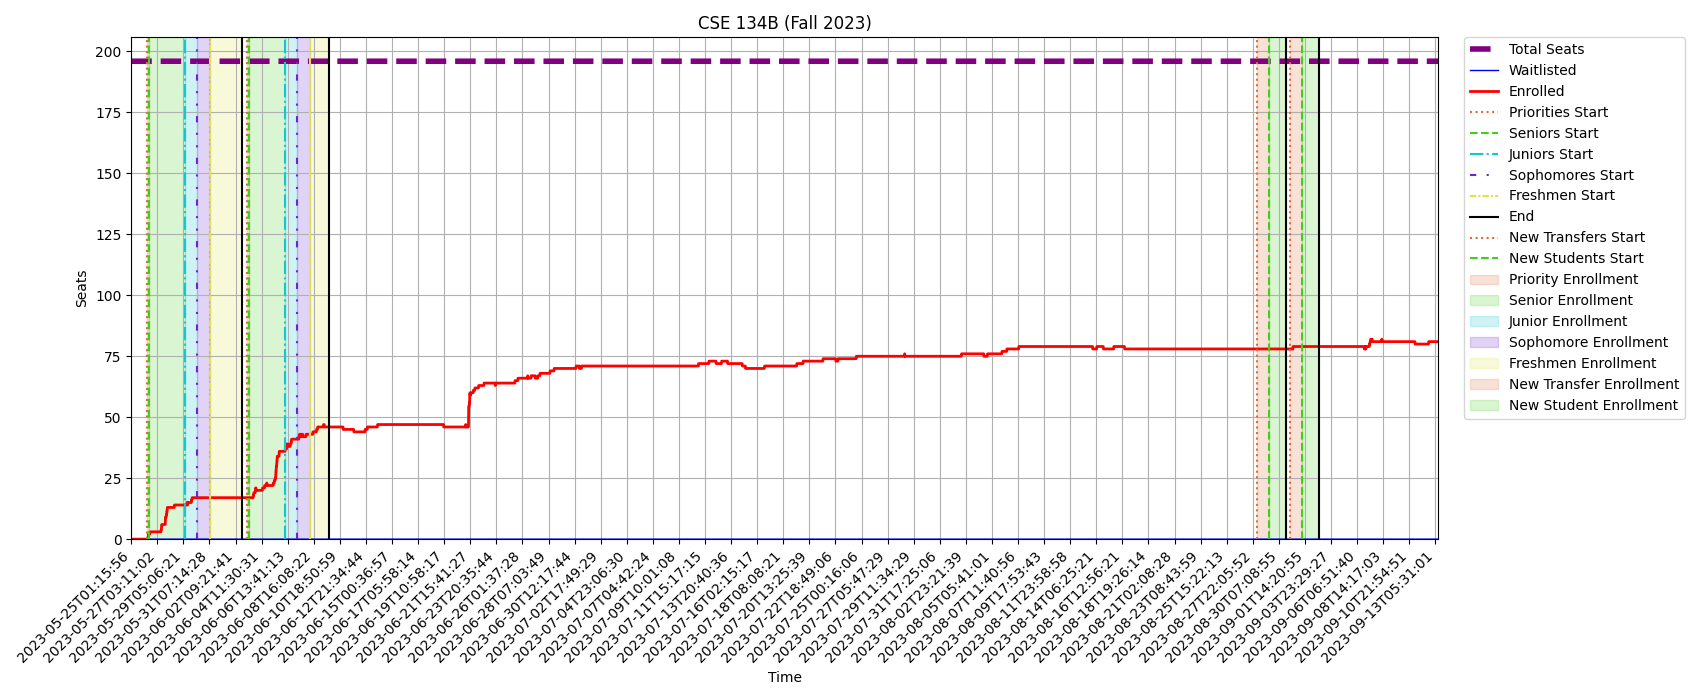 CSE 134B (Fall 2023)
200
175
150
125
100
75
50
25
0
Seats
2023-05-25T01:15:56
2023-05-27T03:11:02
2023-05-29T05:06:21
2023-05-31T07:14:28
2023-06-02T09:21:41
2023-06-04T11:30:31
2023-06-06T13:41:13
2023-06-08T16:08:22
2023-06-10T18:50:59
2023-06-12T21:34:44
2023-06-15T00:36:57
2023-06-17T05:58:14
2023-06-19T10:58:17
2023-06-21T15:41:27
2023-06-23T20:35:44
2023-06-26T01:37:28
2023-06-28T07:03:49
2023-06-30T12:17:44
2023-07-02T17:49:29
2023-07-04T23:06:30
2023-07-07T04:42:24
2023-07-09T10:01:08
2023-07-11T15:17:15
2023-07-13T20:40:36
2023-07-16T02:15:17
2023-07-18T08:08:21
2023-07-20T13:25:39
2023-07-22T18:49:06
2023-07-25T00:16:06
2023-07-27T05:47:29
2023-07-29T11:34:29
2023-07-31T17:25:06
2023-08-02T23:21:39
2023-08-05T05:41:01
2023-08-07T11:40:56
2023-08-09T17:53:43
2023-08-11T23:58:58
2023-08-14T06:25:21
2023-08-16T12:56:21
2023-08-18T19:26:14
2023-08-21T02:08:28
2023-08-23T08:43:59
2023-08-25T15:22:13
2023-08-27T22:05:52
2023-08-30T07:08:55
2023-09-01T14:20:55
2023-09-03T23:29:27
2023-09-06T06:51:40
2023-09-08T14:17:03
2023-09-10T21:54:51
2023-09-13T05:31:01
Time
Total Seats
Waitlisted
Enrolled
Priorities Start
Seniors Start
Juniors Start
Sophomores Start
Freshmen Start
End
New Transfers Start
New Students Start
Priority Enrollment
Senior Enrollment
Junior Enrollment
Sophomore Enrollment
Freshmen Enrollment
New Transfer Enrollment
New Student Enrollment